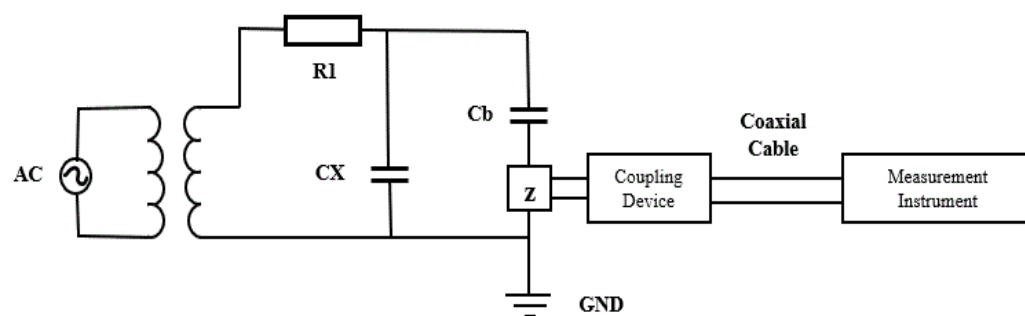 R1
Cb
Coaxial
Cable
AC
CX
Z
Coupling
Device
Measurement
Instrument
GND